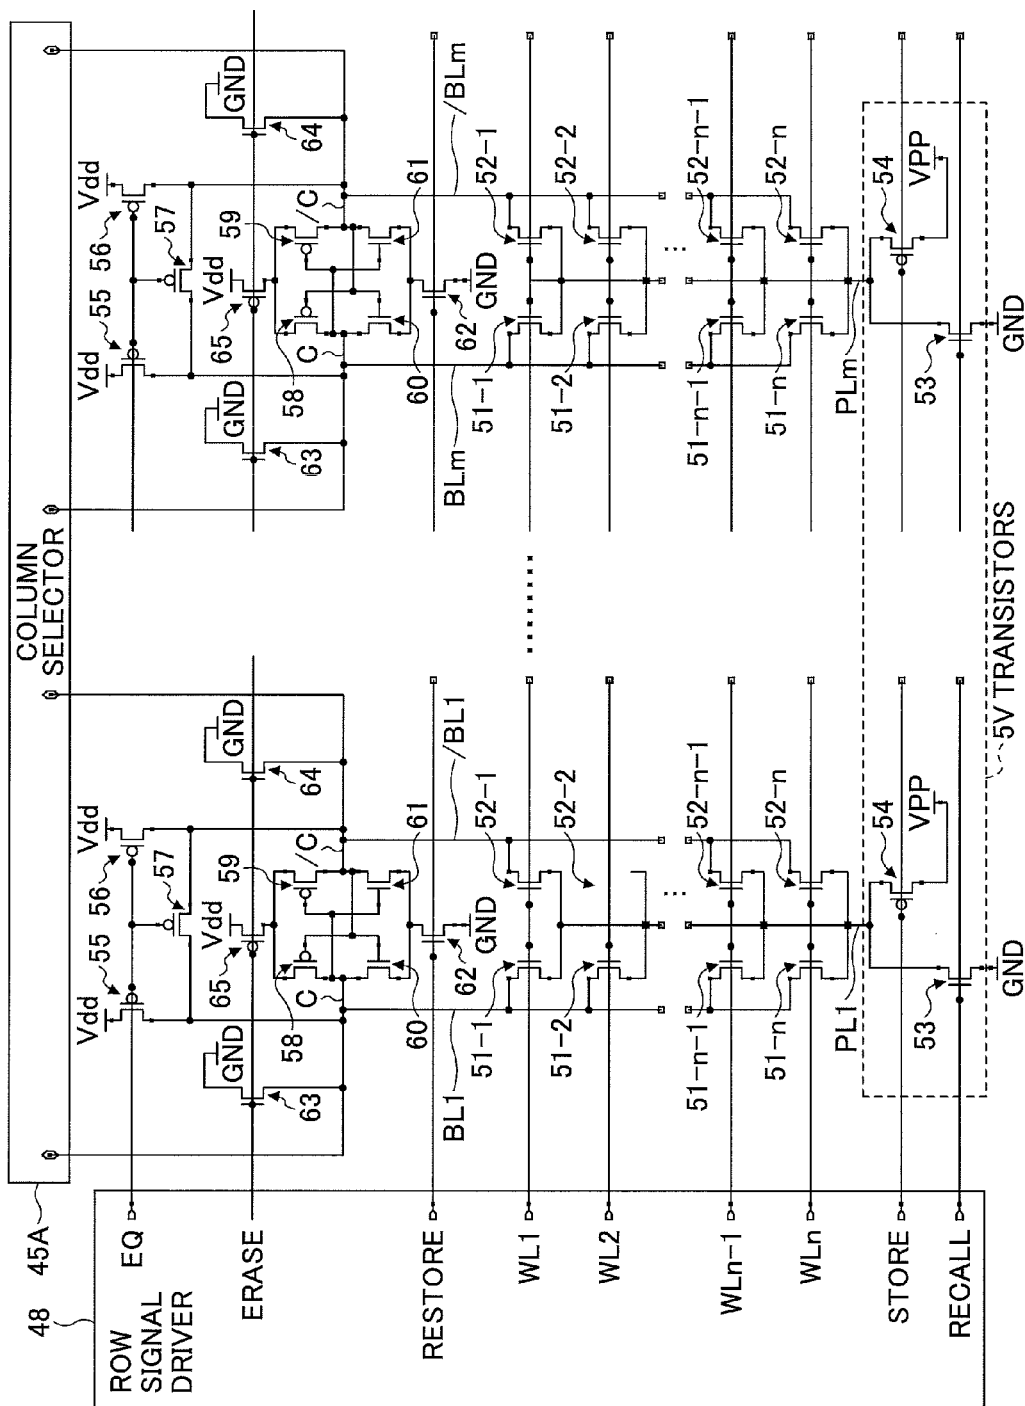 COLUMN
SELECTOR
45A
48
ROW
SIGNAL
DRIVER
EQ
ERASE
RESTORE
WL1
WL2
WLn-1
WLn
STORE
RECALL
Vdd
55
56
Vdd
57
GND
63
65
Vdd
GND
64
58
59
C
/C
60
61
62
GND
BL1
/BL1
51-1
52-1
51-2
52-2
...
51-n-1
52-n-1
51-n
52-n
PL1
54
VPP
53
GND
Vdd
55
56
Vdd
57
GND
63
65
Vdd
GND
64
58
59
C
/C
60
61
62
GND
BLm
/BLm
51-1
52-1
51-2
52-2
...
51-n-1
52-n-1
51-n
52-n
PLm
54
VPP
53
GND
5V TRANSISTORS